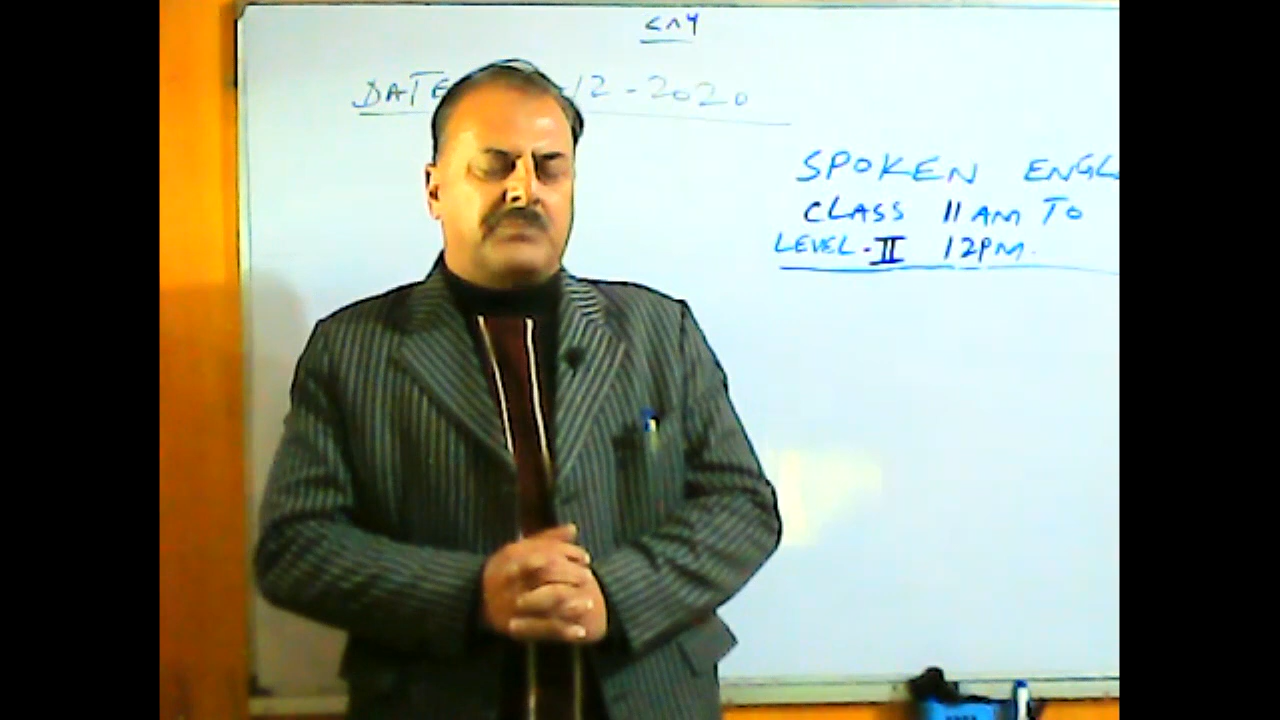 DATE -12-2020
SPOKEN
CLASS 11 AM TO
LEVEL-II 12PM.